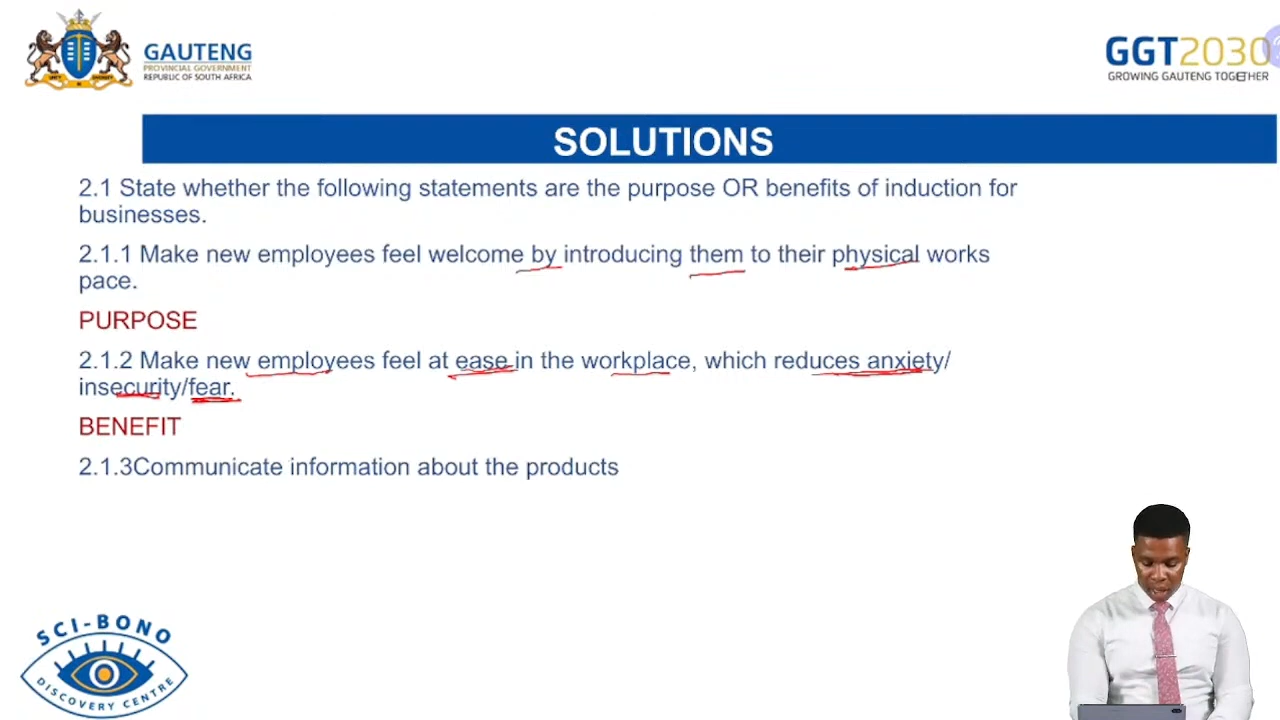 GAUTENG
PROVINCIAL GOVERNMENT
REPUBLIC OF SOUTH AFRICA
GGT2030
GROWING GAUTENG TOGETHER
SOLUTIONS
2.1 State whether the following statements are the purpose OR benefits of induction for
businesses.
2.1.1 Make new employees feel welcome by introducing them to their physical works
pace.
PURPOSE
2.1.2 Make new employees feel at ease in the workplace, which reduces anxiety/
insecurity/fear.
BENEFIT
2.1.3Communicate information about the products
SCI-BONO
DISCOVERY CENTRE